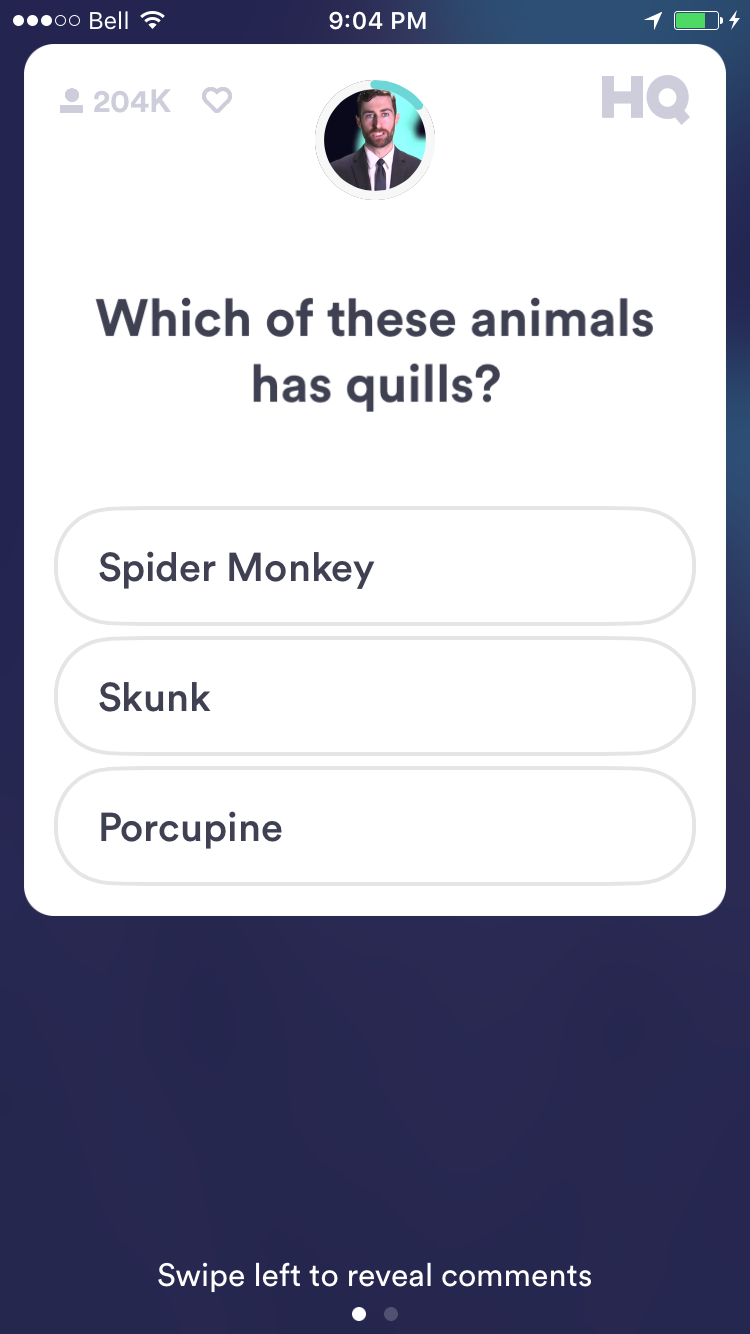 Bell 9:04 PM
204K HQ
Which of these animals
has quills?
Spider Monkey
Skunk
Porcupine
Swipe left to reveal comments